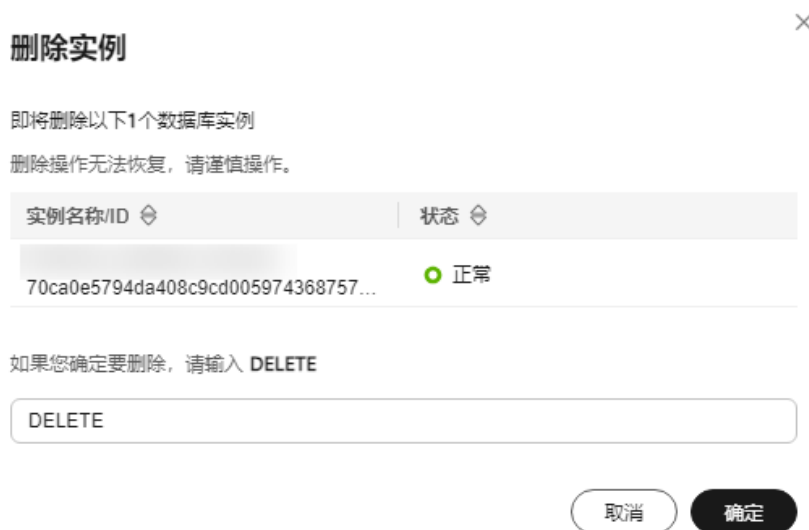 删除实例
即将删除以下1个数据库实例
删除操作无法恢复，请谨慎操作。
实例名称/ID 状态
70ca0e5794da408c9cd005974368757... 正常
如果您确定要删除，请输入 DELETE
DELETE
取消 确定